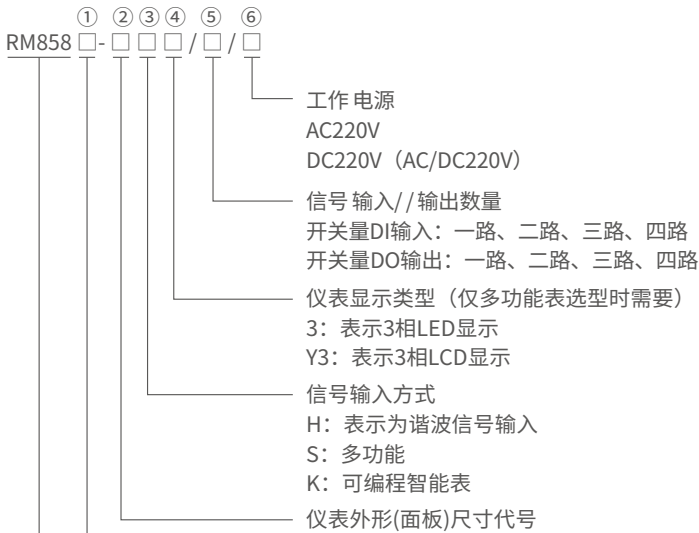 ① ② ③ ④ ⑤ ⑥
RM858 □ - □ □ □ / □ / □
工作 电源
AC220V
DC220V（AC/DC220V）
信号 输入/ / 输出数量
开关量DI输入：一路、二路、三路、四路
开关量DO输出：一路、二路、三路、四路
仪表显示类型（仅多功能表选型时需要）
3：表示3相LED显示
Y3：表示3相LCD显示
信号输入方式
H：表示为谐波信号输入
S：多功能
K：可编程智能表
仪表外形(面板)尺寸代号